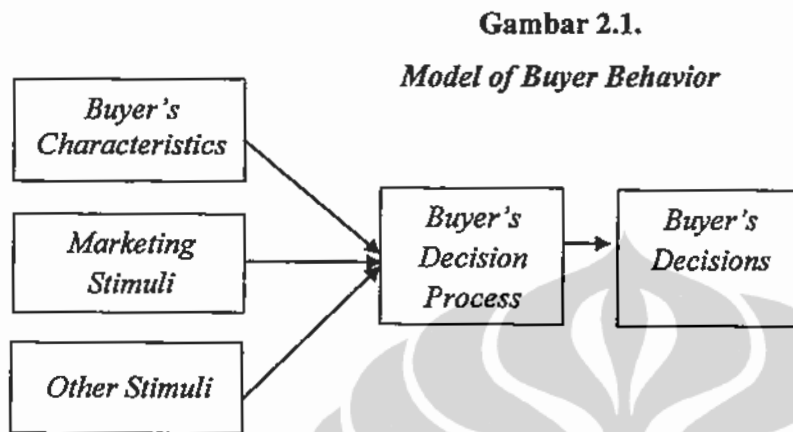 Gambar 2.1.
Model of Buyer Behavior
Buyer's
Characteristics
Marketing
Stimuli
Other Stimuli
Buyer's
Decision
Process
Buyer's
Decisions